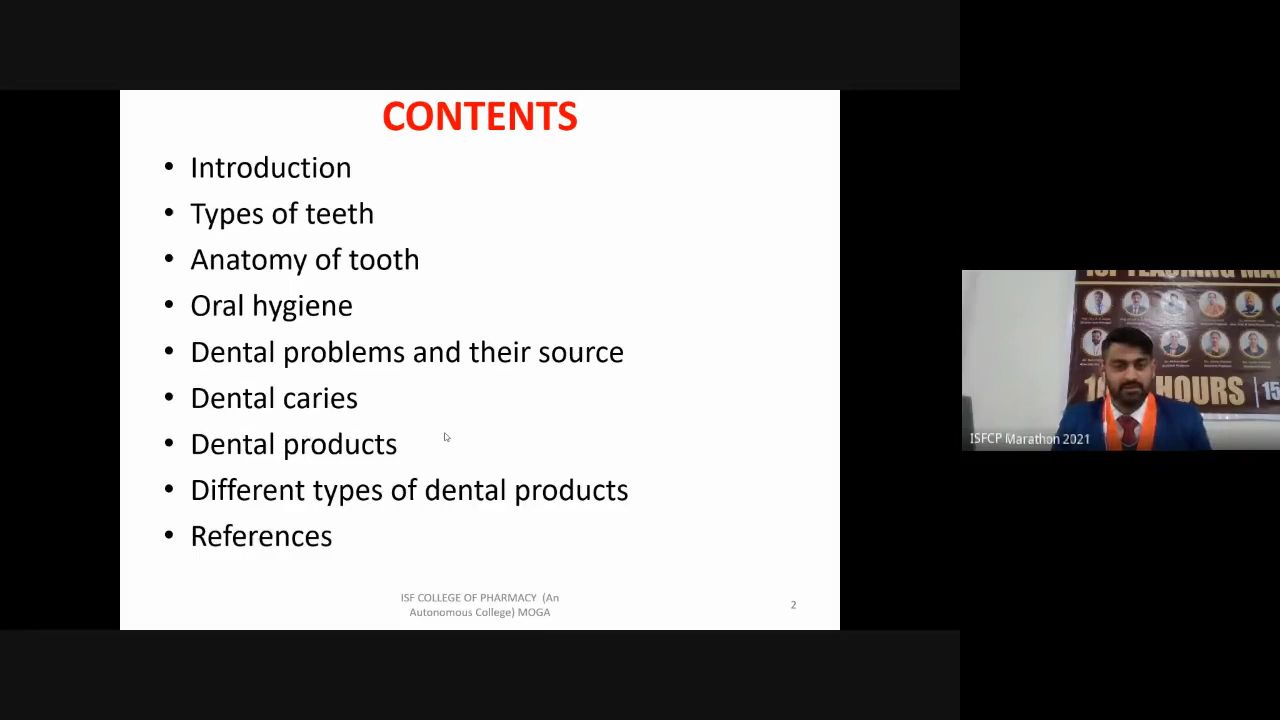 CONTENTS
• Introduction
• Types of teeth
• Anatomy of tooth
• Oral hygiene
• Dental problems and their source
• Dental caries
• Dental products
• Different types of dental products
• References
ISF COLLEGE OF PHARMACY (An
Autonomous College) MOGA
2
HOURS
15
ISFCP Marathon 2021